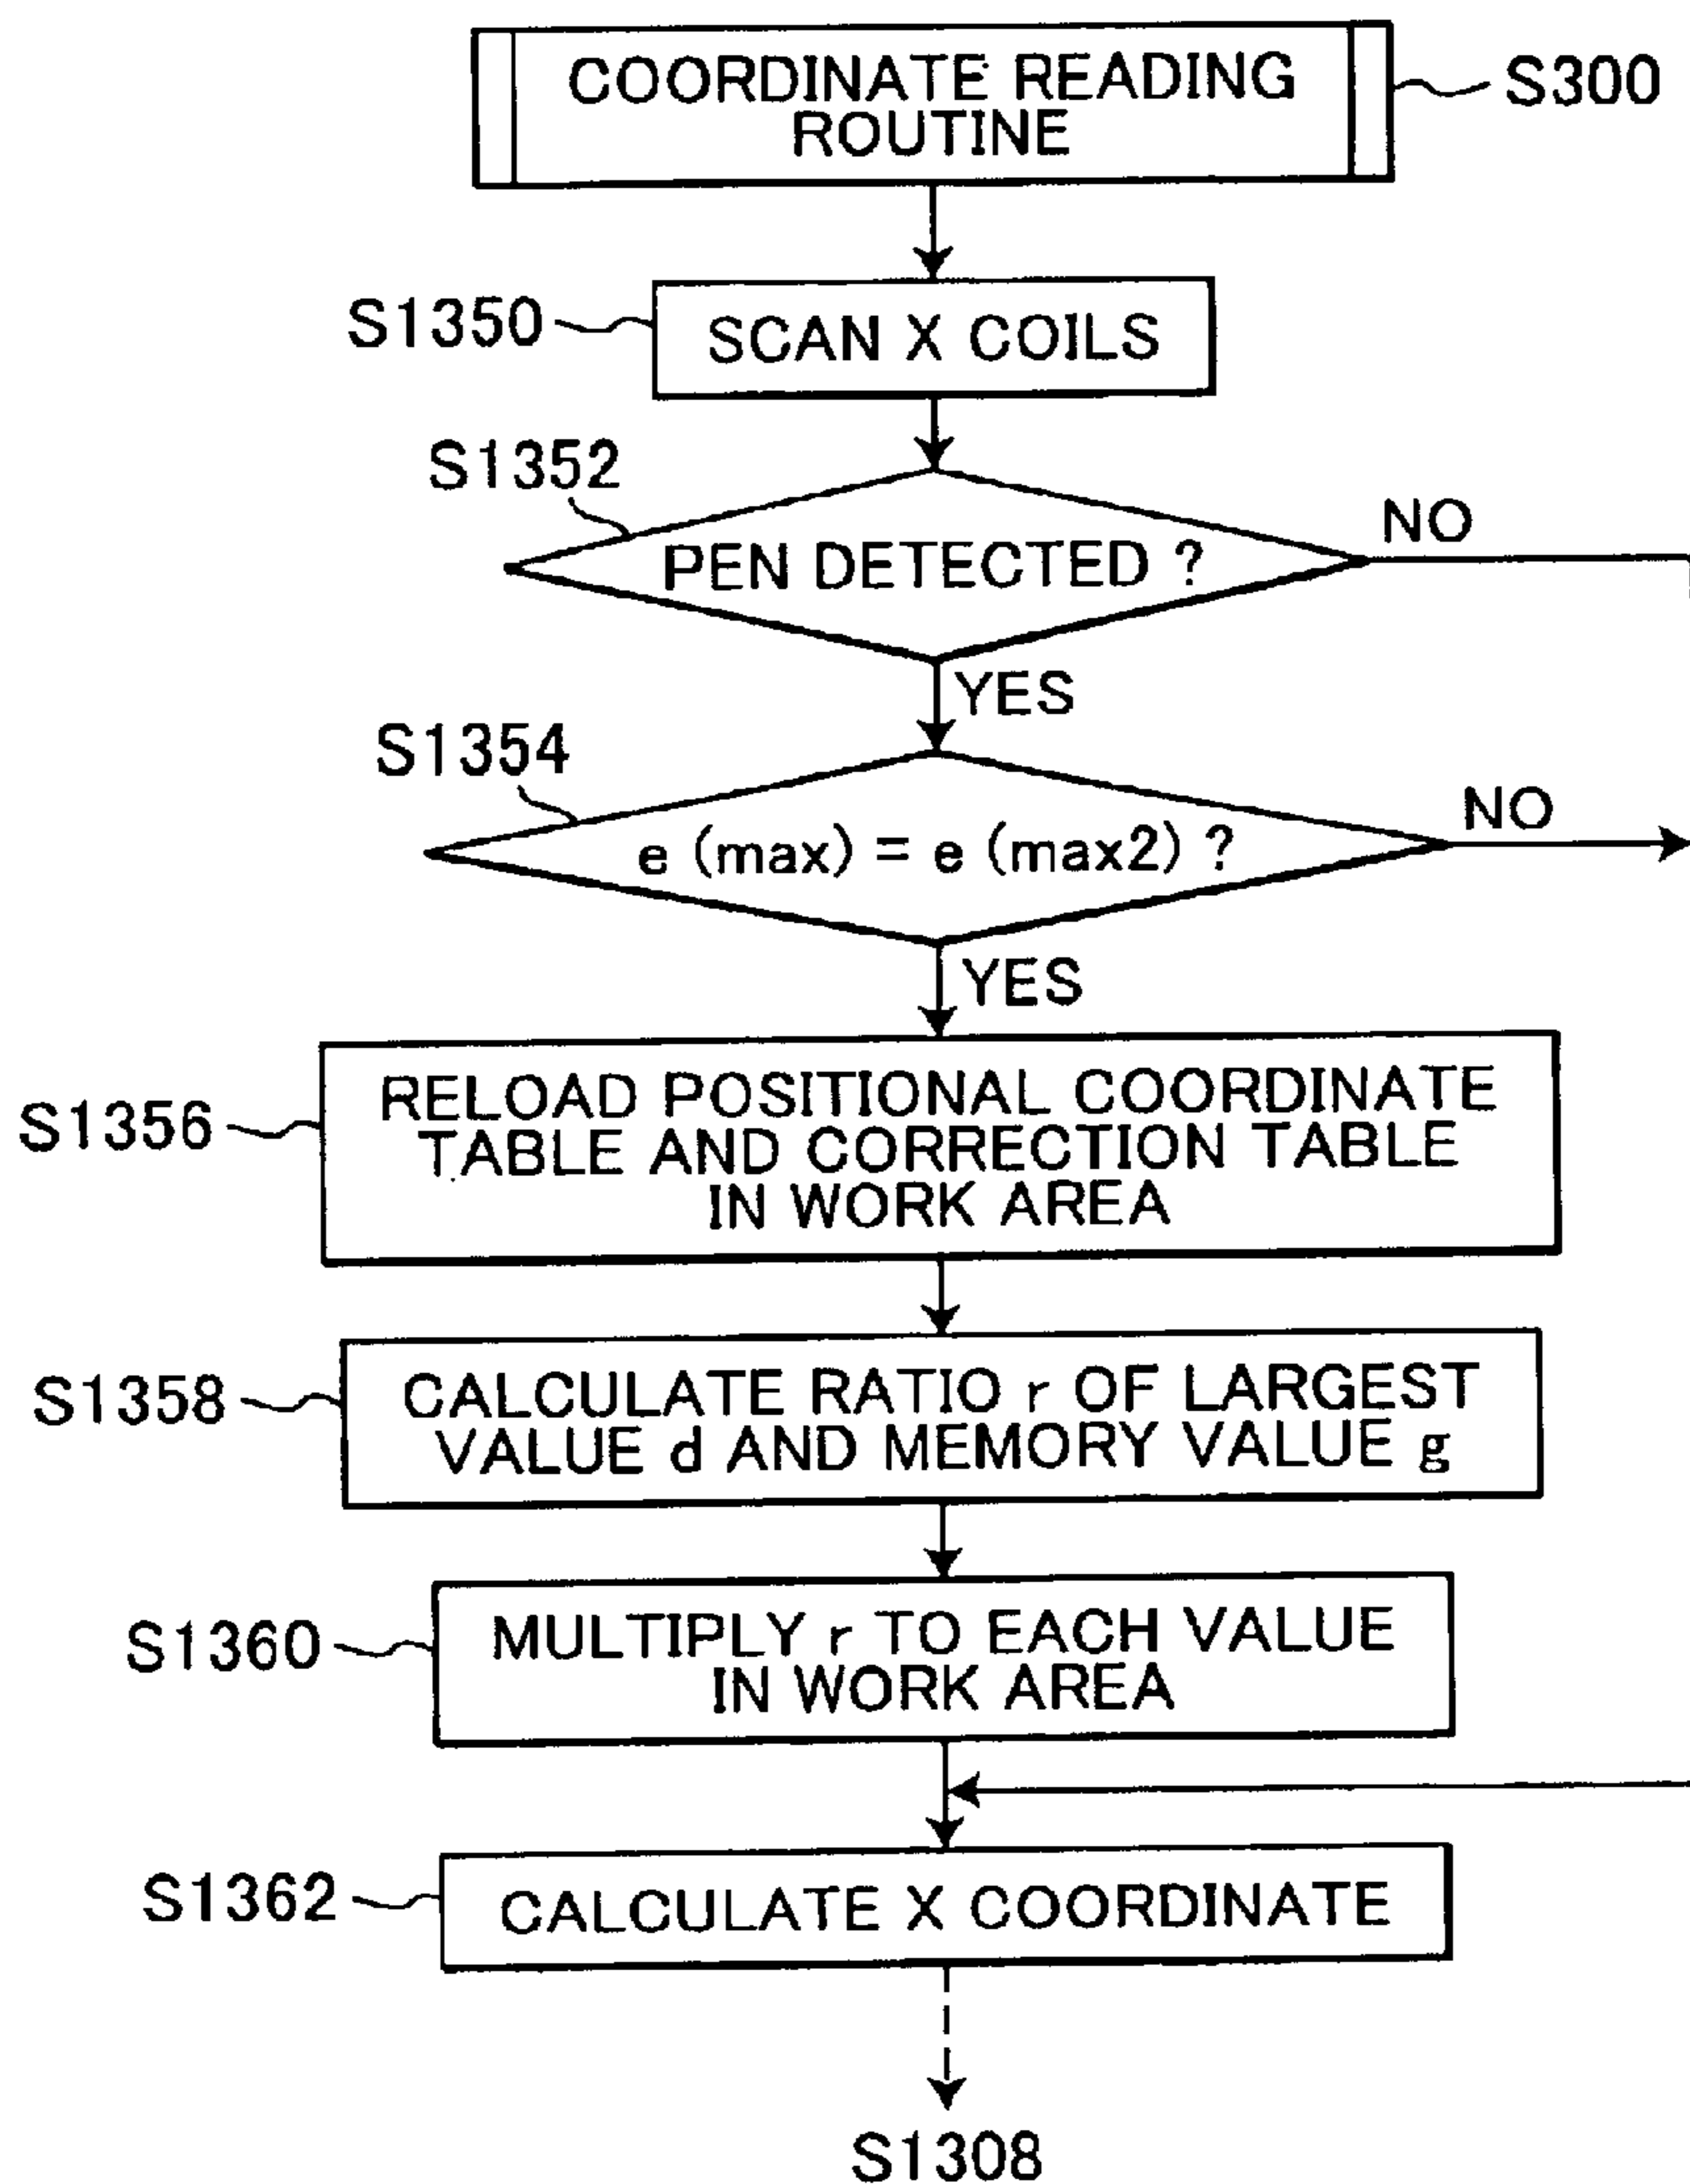 COORDINATE READING
ROUTINE
S300
S1350
SCAN X COILS
S1352
PEN DETECTED ?
NO
YES
S1354
e (max) = e (max2) ?
NO
YES
S1356
RELOAD POSITIONAL COORDINATE
TABLE AND CORRECTION TABLE
IN WORK AREA
S1358
CALCULATE RATIO r OF LARGEST
VALUE d AND MEMORY VALUE g
S1360
MULTIPLY r TO EACH VALUE
IN WORK AREA
S1362
CALCULATE X COORDINATE
S1308